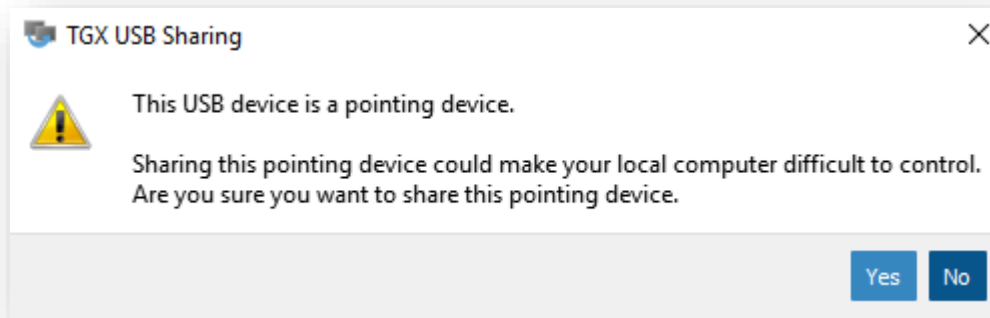 TGX USB Sharing
This USB device is a pointing device.
Sharing this pointing device could make your local computer difficult to control.
Are you sure you want to share this pointing device.
Yes No